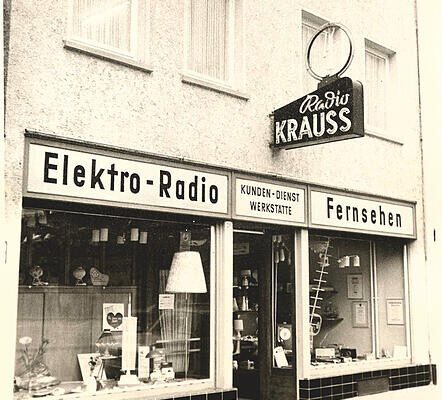 Radio
KRAUSS
Elektro-Radio
KUNDEN-DIENST
WERKSTÄTTE
Fernsehen